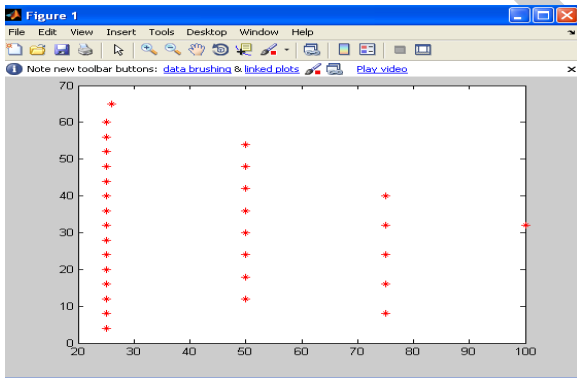 Figure 1
File Edit View Insert Tools Desktop Window Help
Note new toolbar buttons: data brushing & linked plots Play video
70
60
50
40
30
20
10
0
20 30 40 50 60 70 80 90 100